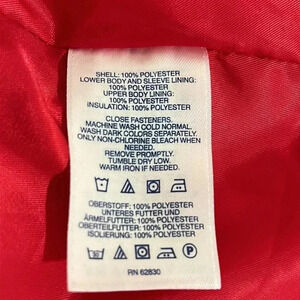 SHELL: 100% POLYESTER
LOWER BODY AND SLEEVE LINING:
100% POLYESTER
UPPER BODY LINING:
100% POLYESTER
INSULATION: 100% POLYESTER
CLOSE FASTENERS.
MACHINE WASH COLD NORMAL.
WASH DARK COLORS SEPARATELY.
ONLY NON-CHLORINE BLEACH WHEN
NEEDED.
REMOVE PROMPTLY.
TUMBLE DRY LOW.
WARM IRON IF NEEDED.
OBERSTOFF: 100% POLYESTER
UNTERES FUTTER UND
ÄRMELFUTTER: 100% POLYESTER
OBERTEILFUTTER: 100% POLYESTER
ISOLIERUNG: 100% POLYESTER
30
P
RN 62830